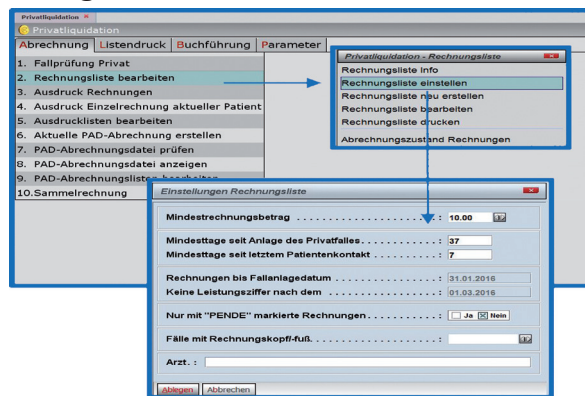 Privatliquidation
Privatliquidation
Abrechnung Listendruck Buchführung Parameter
1. Fallprüfung Privat
2. Rechnungsliste bearbeiten
3. Ausdruck Rechnungen
4. Ausdruck Einzelrechnung aktueller Patient
5. Ausdrucklisten bearbeiten
6. Aktuelle PAD-Abrechnung erstellen
7. PAD-Abrechnungsdatei prüfen
8. PAD-Abrechnungsdatei anzeigen
9. PAD-Abrechnungslisten bearbeiten
10.Sammelrechnung
Privatliquidation - Rechnungsliste
Rechnungsliste Info
Rechnungsliste einstellen
Rechnungsliste neu erstellen
Rechnungsliste bearbeiten
Rechnungsliste drucken
Abrechnungszustand Rechnungen
Einstellungen Rechnungsliste
Mindestrechnungsbetrag . . . . . . . . . . . . . . . . . . . . . : 10.00
Mindesttage seit Anlage des Privatfalles. . . . . . . . . . . : 37
Mindesttage seit letztem Patientenkontakt . . . . . . . . . : 7
Rechnungen bis Fallanlagedatum . . . . . . . . . . . . . . : 31.01.2016
Keine Leistungsziffer nach dem . . . . . . . . . . . . . . : 01.03.2016
Nur mit "PENDE" markierte Rechnungen. . . . . . . . . . : Ja Nein
Fälle mit Rechnungskopf/-fuß. . . . . . . . . . . . . . . . . :
Arzt. :
Ablegen Abbrechen